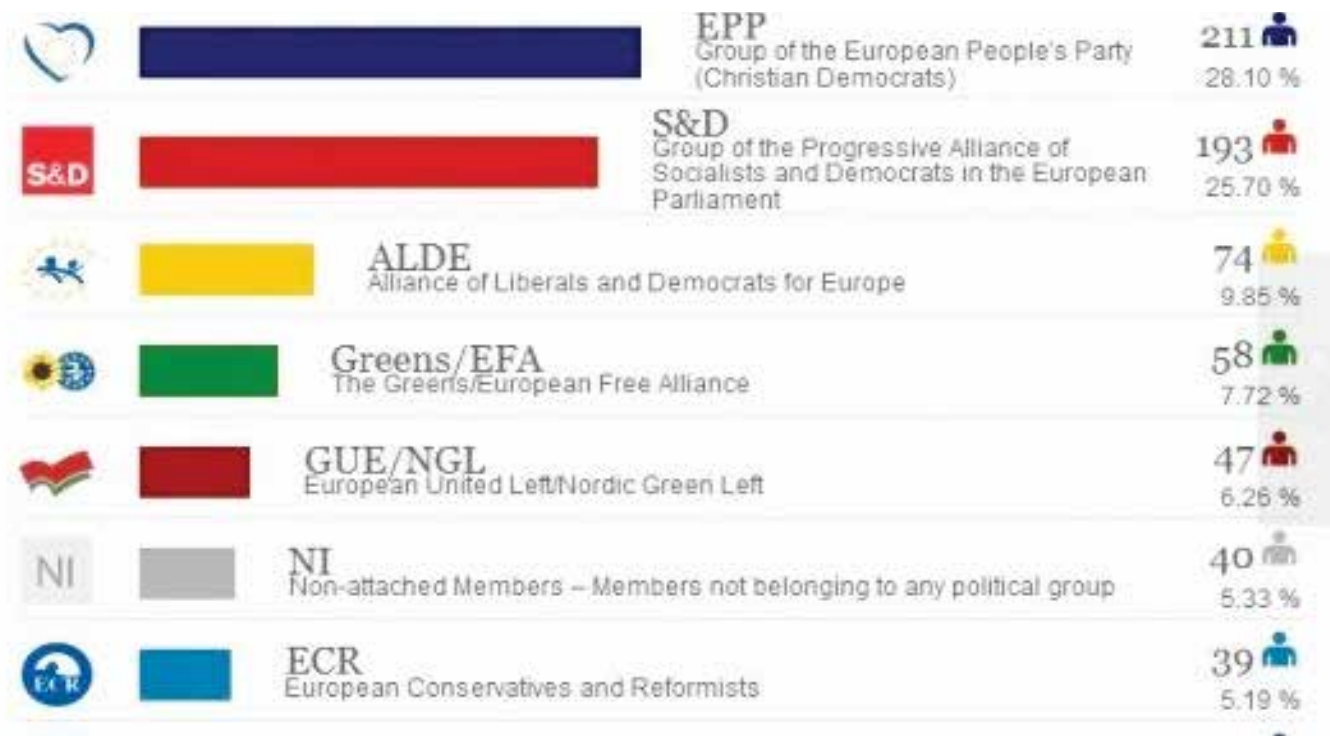 EPP
Group of the European People's Party
(Christian Democrats)
211
28.10 %
S&D
S&D
Group of the Progressive Alliance of
Socialists and Democrats in the European
Parliament
193
25.70 %
ALDE
Alliance of Liberals and Democrats for Europe
74
9.85 %
Greens/EFA
The Greens/European Free Alliance
58
7.72 %
GUE/NGL
European United Left/Nordic Green Left
47
6.26 %
NI
NI
Non-attached Members – Members not belonging to any political group
40
5.33 %
ECR
ECR
European Conservatives and Reformists
39
5.19 %